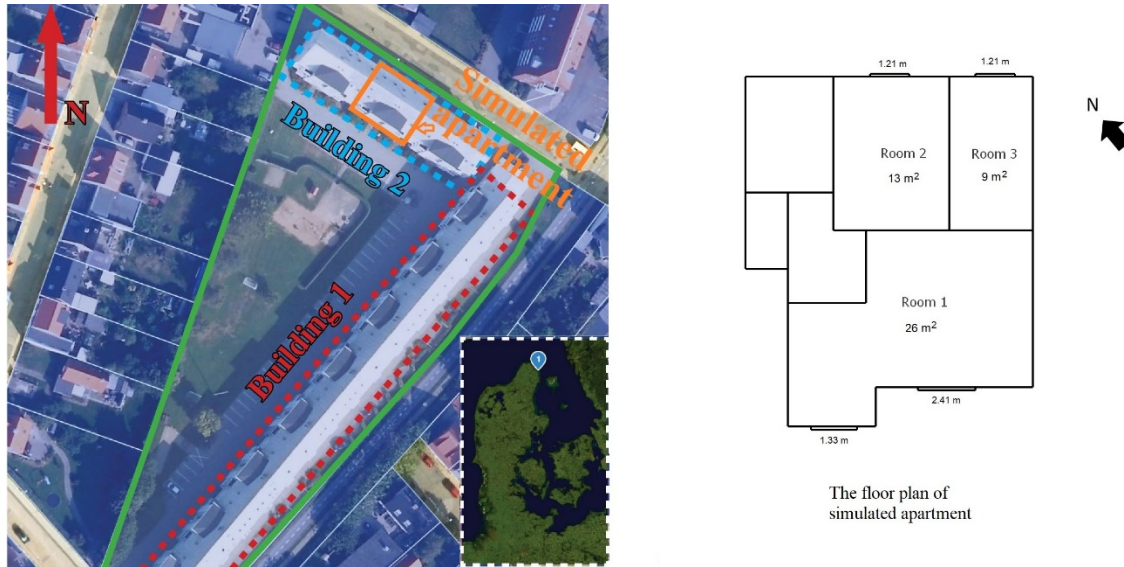 N
Simulated
apartment
Building 2
Building 1
1
1.21 m
1.21 m
N
Room 2
13 m²
Room 3
9 m²
Room 1
26 m²
2.41 m
1.33 m
The floor plan of
simulated apartment